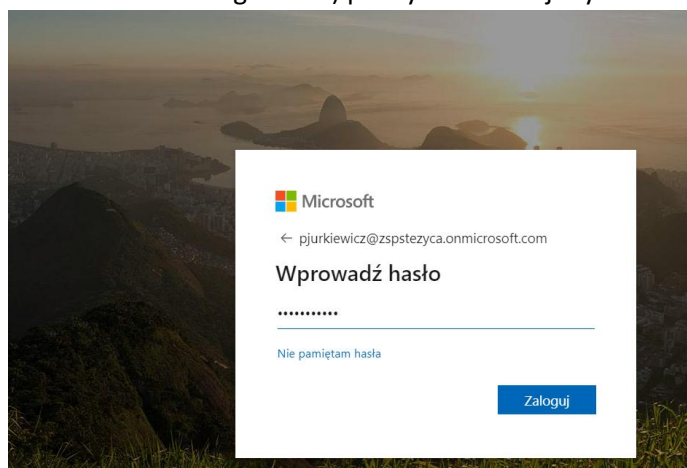 Microsoft
← pjurkiewicz@zspstezyca.onmicrosoft.com
Wprowadź hasło
•••••••••••
Nie pamiętam hasła
Zaloguj